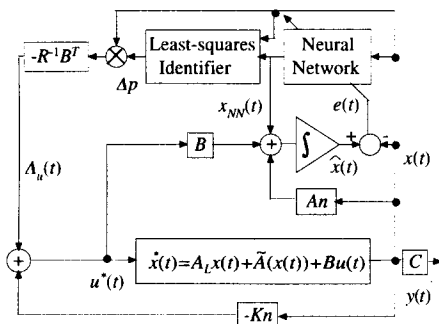 -R⁻¹Bᵀ
Δp
Least-squares
Identifier
Neural
Network
x_NN(t)
e(t)
Λ_u(t)
B
+
∫
+
-
x̂(t)
x(t)
An
+
u*(t)
ẋ(t)=A_L x(t)+Ã(x(t))+Bu(t)
C
y(t)
-Kn